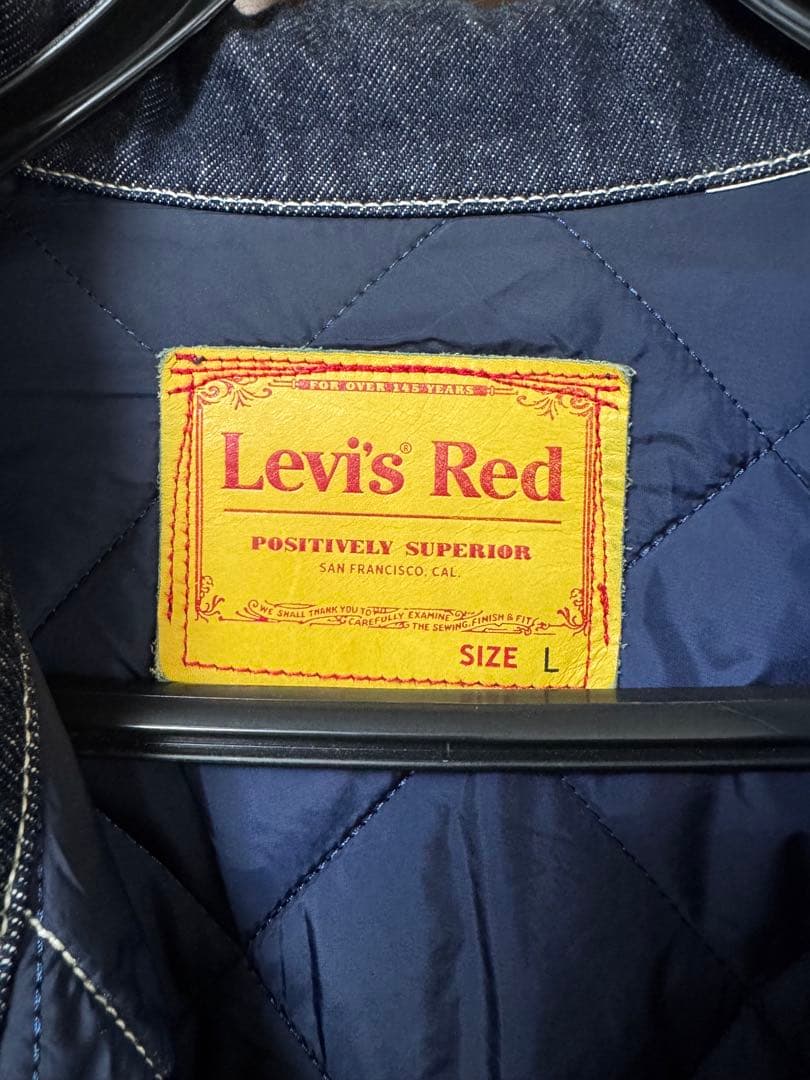 FOR OVER 145 YEARS
Levi's® Red
POSITIVELY SUPERIOR
SAN FRANCISCO, CAL.
WE SHALL THANK YOU TO
CAREFULLY EXAMINE
THE SEWING, FINISH & FIT
SIZE L